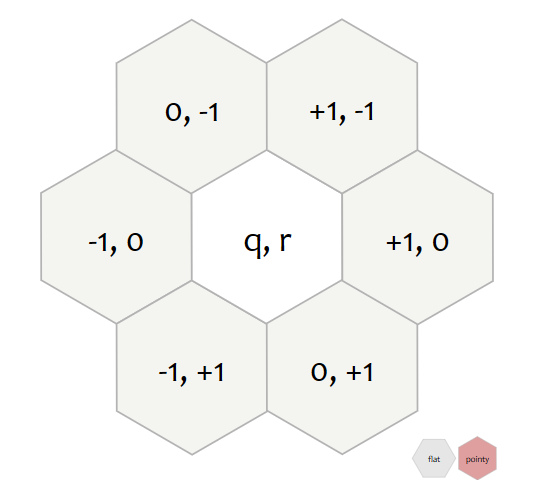 0, -1
+1, -1
-1, 0
q, r
+1, 0
-1, +1
0, +1
flat
pointy